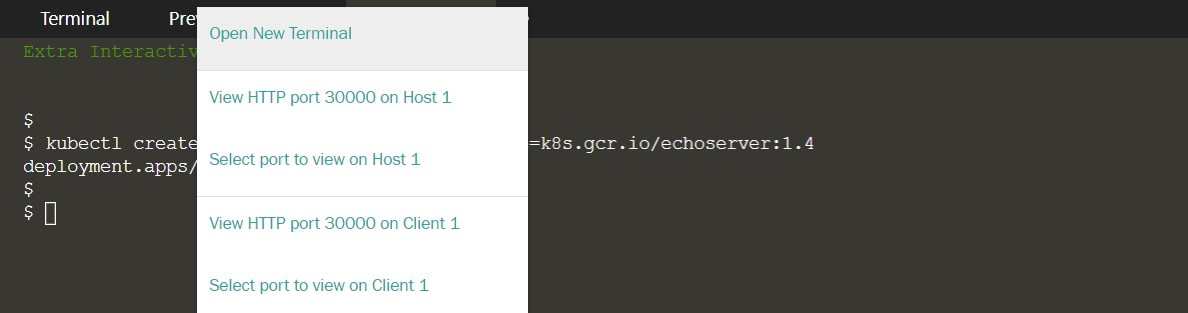 Terminal
Pre
Open New Terminal
Extra Interactiv
View HTTP port 30000 on Host 1
$
$ kubectl create =k8s.gcr.io/echoserver:1.4
Select port to view on Host 1
deployment.apps/
$
$
View HTTP port 30000 on Client 1
Select port to view on Client 1